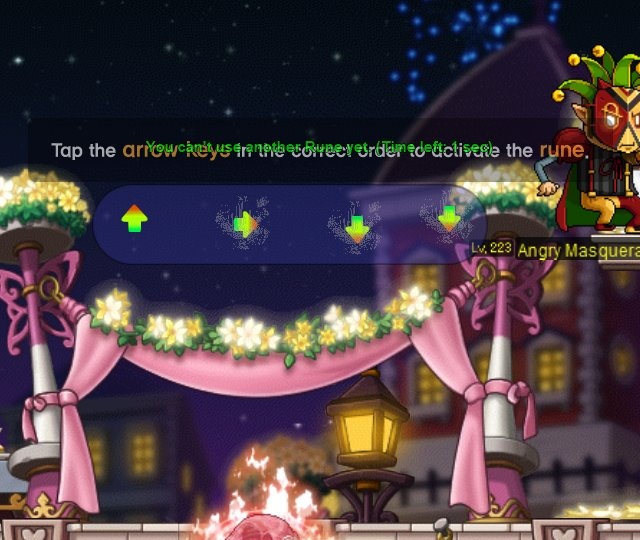 Tap the arrow keys in the correct order to activate the rune.
You can't use another Rune yet. (Time left: 1 sec)
Lv. 223 Angry Masquera